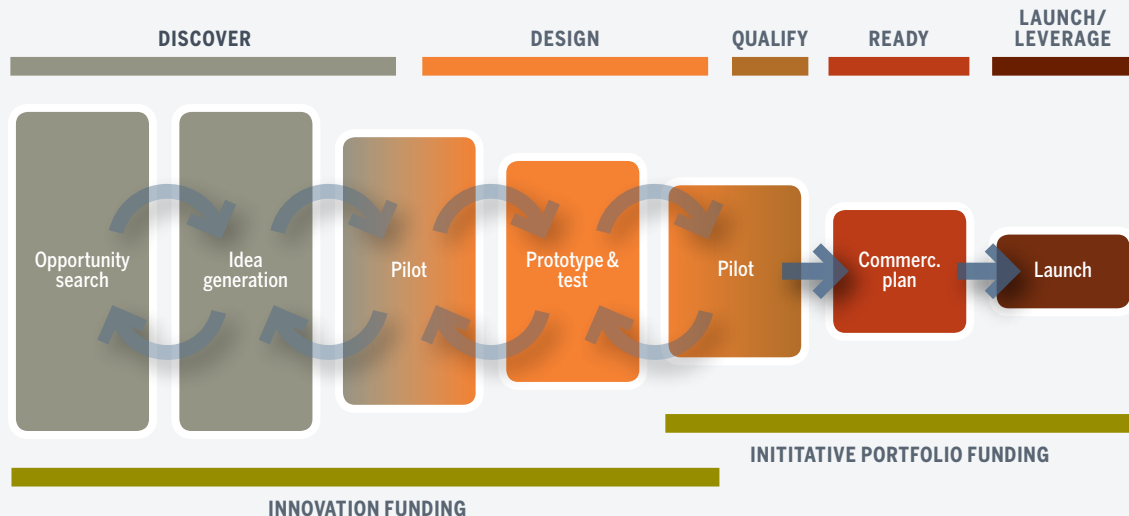 DISCOVER
DESIGN
QUALIFY
READY
LAUNCH/
LEVERAGE
Opportunity
search
Idea
generation
Pilot
Prototype &
test
Pilot
Commerc.
plan
Launch
INITITATIVE PORTFOLIO FUNDING
INNOVATION FUNDING